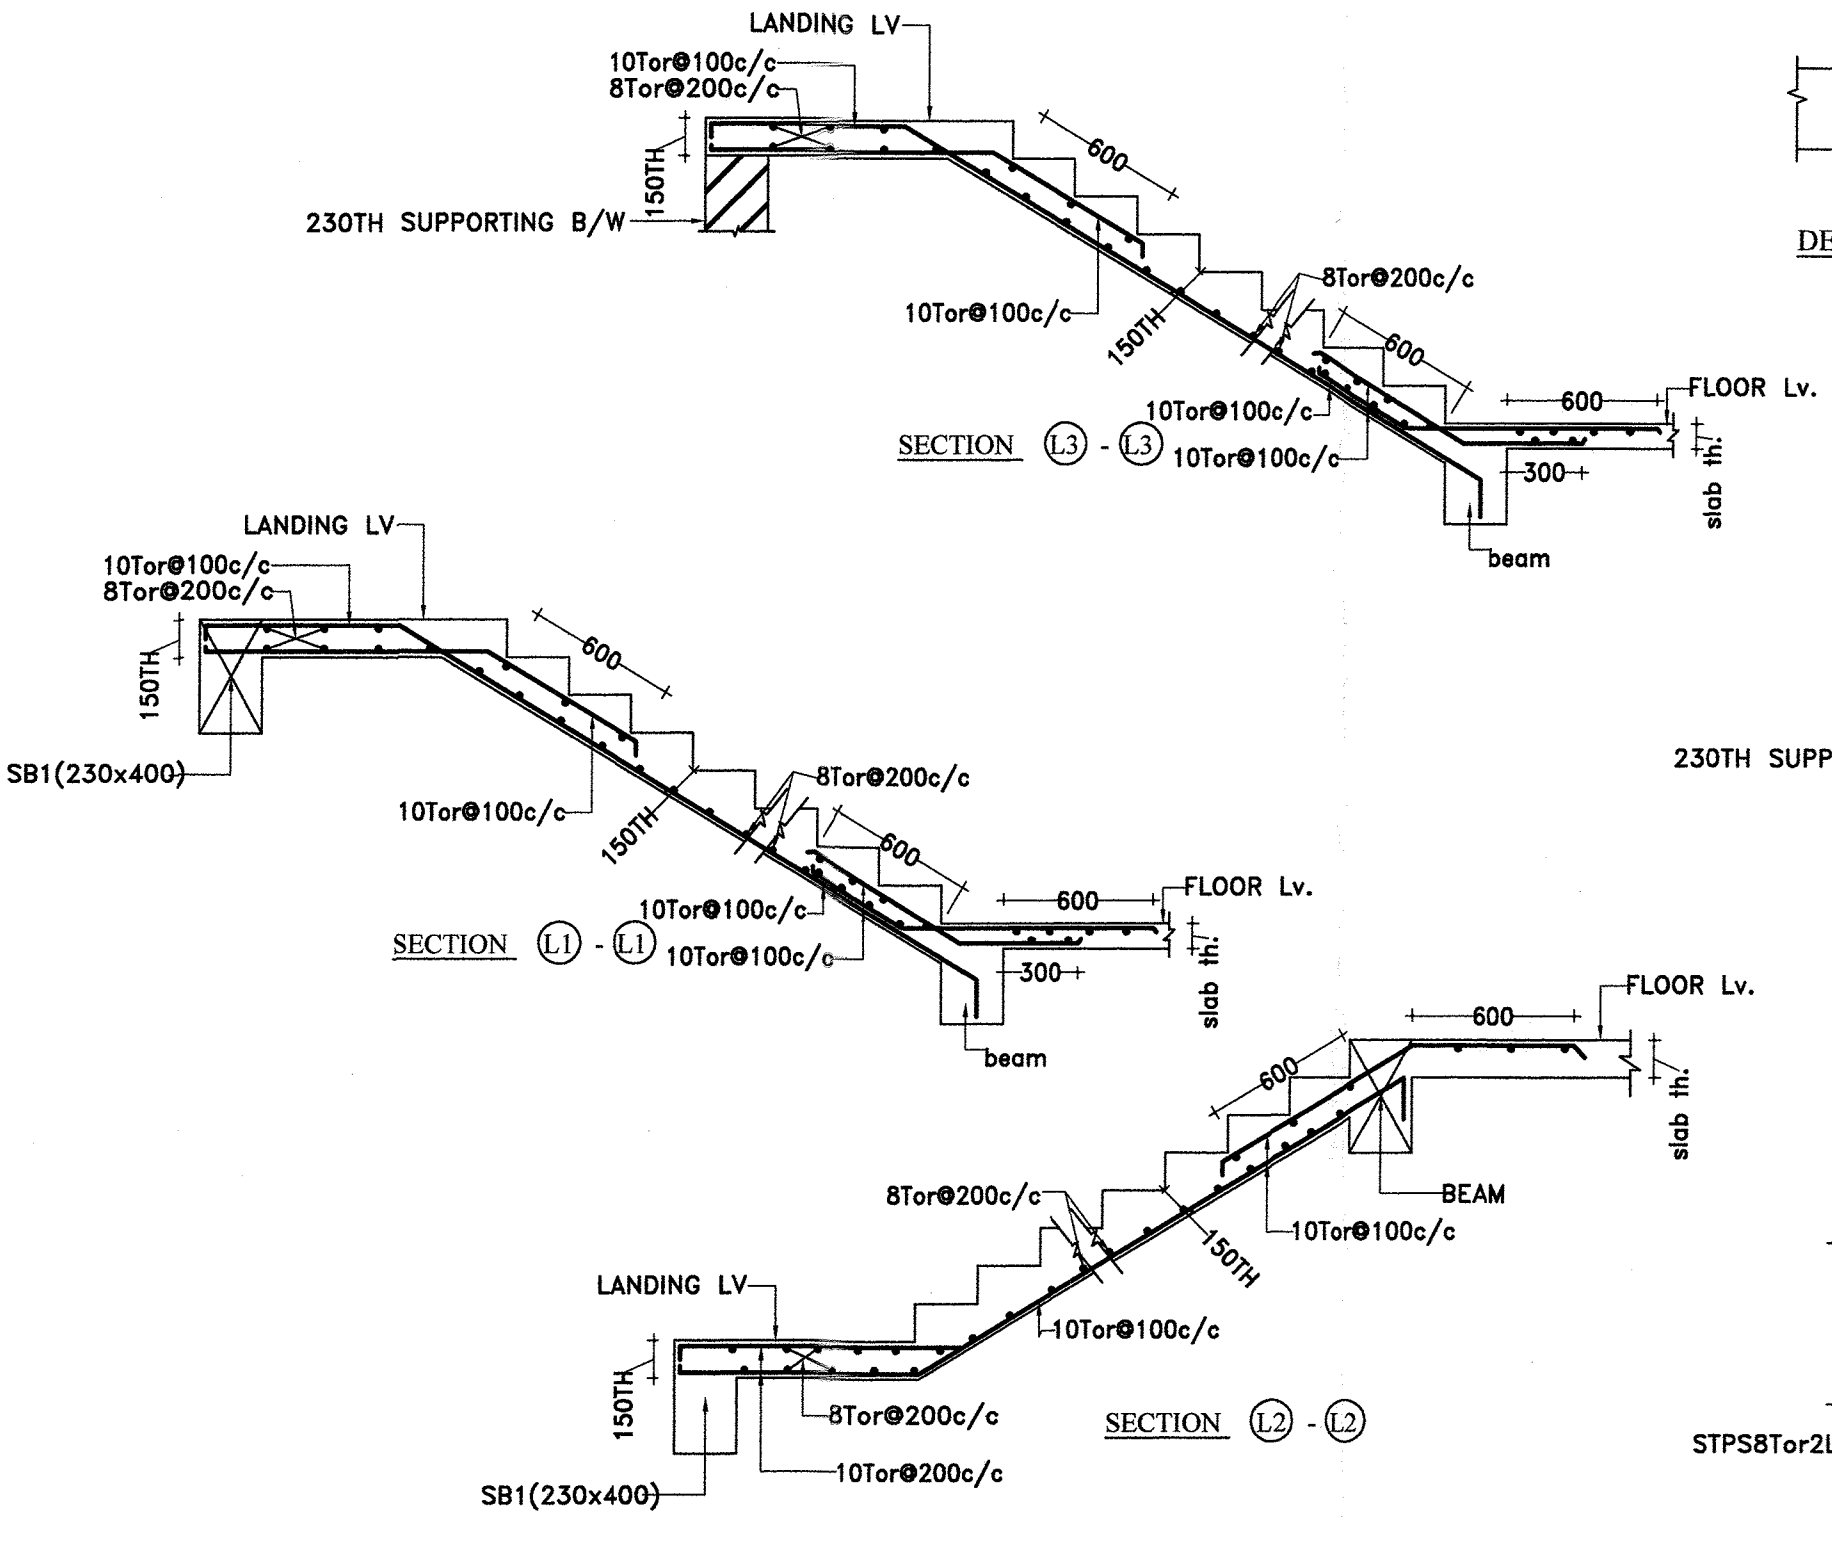 LANDING LV
10Tor@100c/c
8Tor@200c/c
150TH
230TH SUPPORTING B/W
600
10Tor@100c/c
150TH
8Tor@200c/c
600
10Tor@100c/c
10Tor@100c/c
600
FLOOR Lv.
300
slab th.
beam
SECTION L3 - L3
DE
LANDING LV
10Tor@100c/c
8Tor@200c/c
150TH
SB1(230x400)
600
10Tor@100c/c
150TH
8Tor@200c/c
600
10Tor@100c/c
10Tor@100c/c
600
FLOOR Lv.
300
slab th.
beam
SECTION L1 - L1
230TH SUPP
FLOOR Lv.
600
600
slab th.
BEAM
10Tor@100c/c
8Tor@200c/c
150TH
10Tor@100c/c
LANDING LV
150TH
8Tor@200c/c
10Tor@200c/c
SB1(230x400)
SECTION L2 - L2
STPS8Tor2L